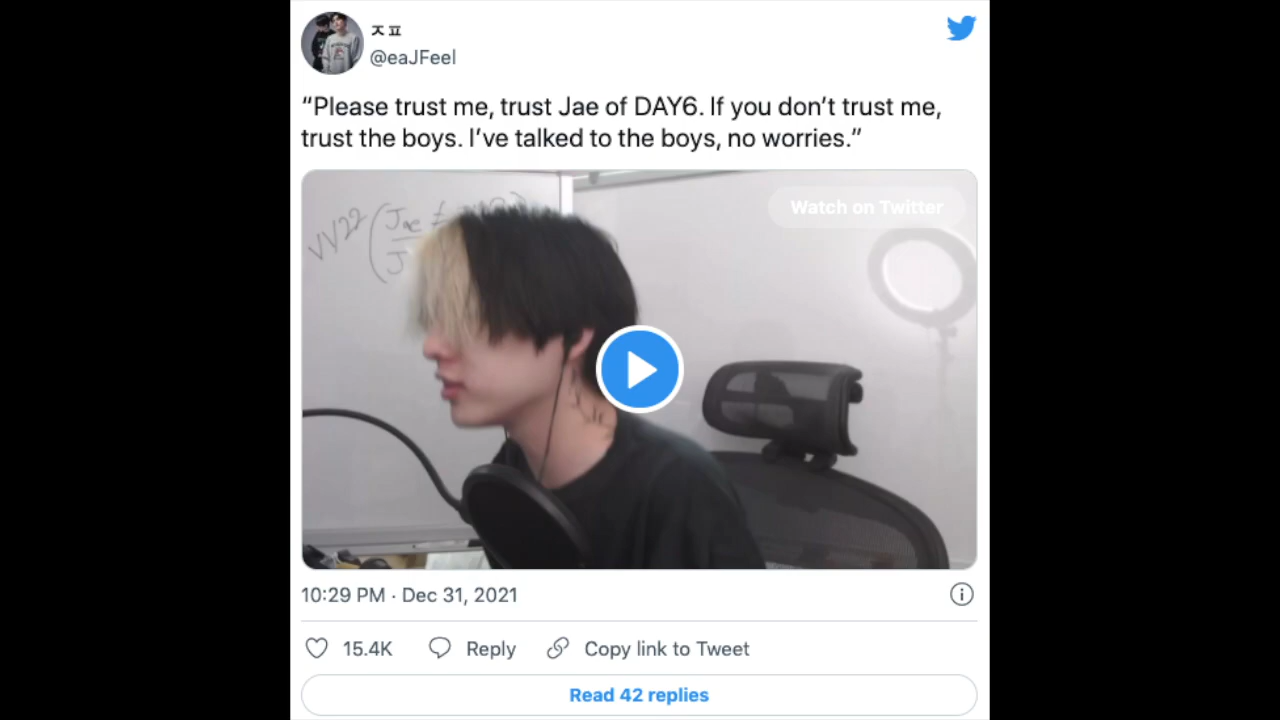 ㅈㅍ
@eaJFeel
“Please trust me, trust Jae of DAY6. If you don’t trust me,
trust the boys. I’ve talked to the boys, no worries.”
Watch on Twitter
Jae
J
10:29 PM · Dec 31, 2021
15.4K
Reply
Copy link to Tweet
Read 42 replies